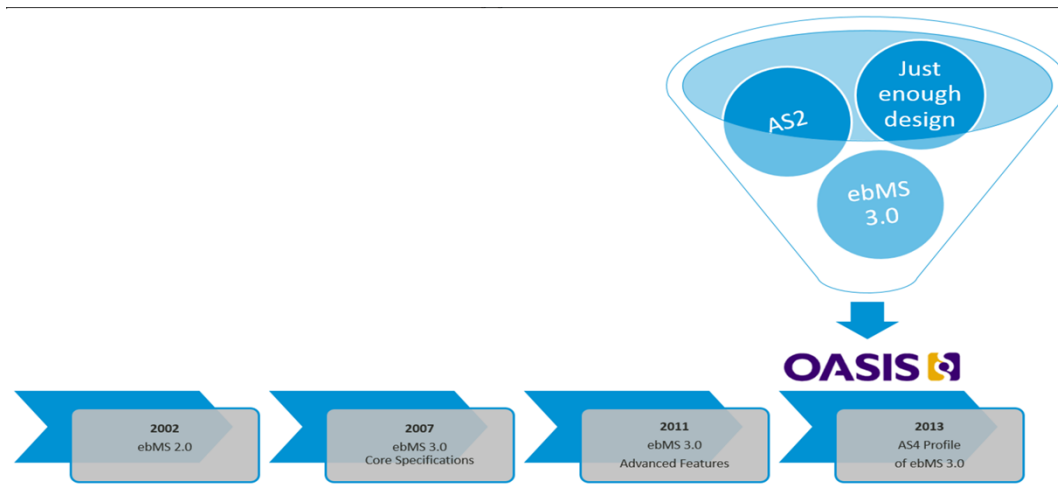 Just
enough
design
AS2
ebMS
3.0
OASIS
2002
ebMS 2.0
2007
ebMS 3.0
Core Specifications
2011
ebMS 3.0
Advanced Features
2013
AS4 Profile
of ebMS 3.0